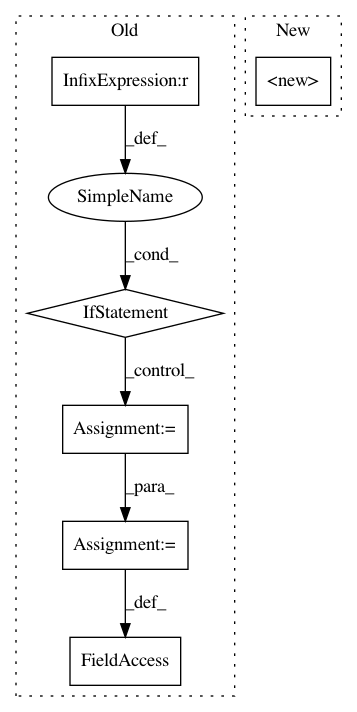 Old
New
InfixExpression:r
<new>
_def_
SimpleName
_cond_
IfStatement
_control_
Assignment:=
_para_
Assignment:=
_def_
FieldAccess